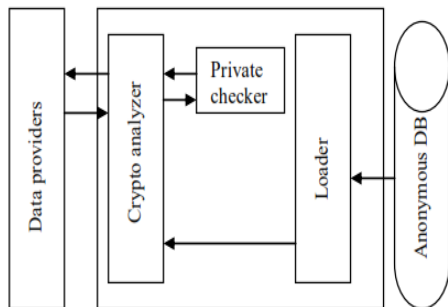 Data providers
Crypto analyzer
Private
checker
Loader
Anonymous DB